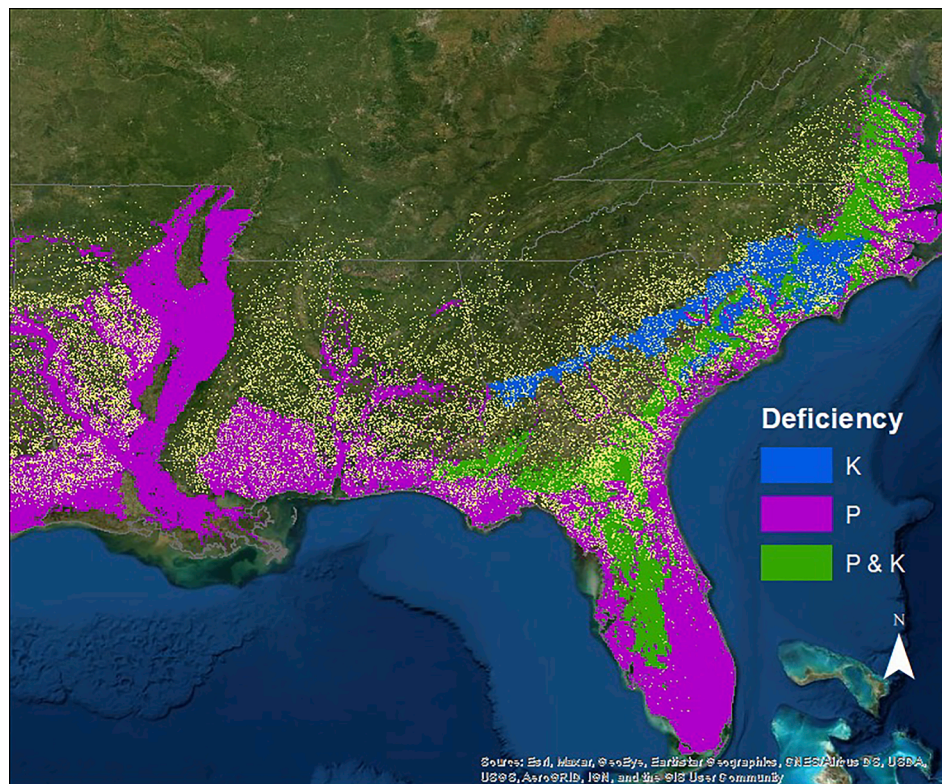 Deficiency
K
P
P & K
N
Source: Esri, Maxar, GeoEye, Earthstar Geographics, CNES/Airbus DS, USDA,
USGS, AeroGRID, IGN, and the GIS User Community